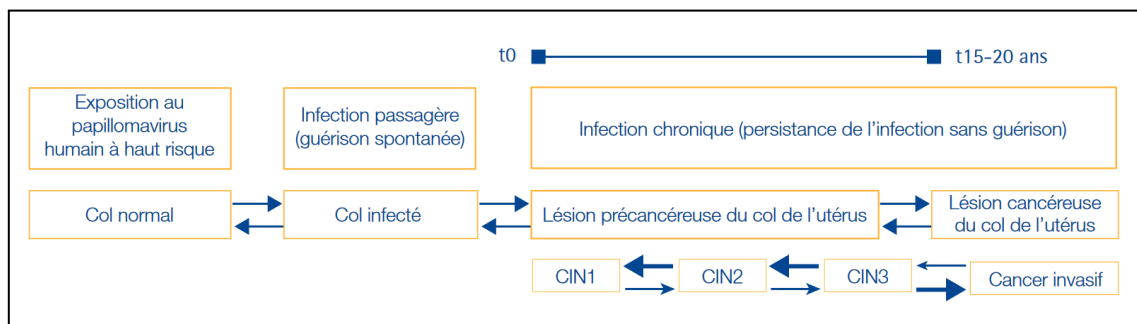 t0
t15-20 ans
Exposition au
papillomavirus
humain à haut risque
Infection passagère
(guérison spontanée)
Infection chronique (persistance de l'infection sans guérison)
Col normal
Col infecté
Lésion précancéreuse du col de l'utérus
Lésion cancéreuse
du col de l'utérus
CIN1
CIN2
CIN3
Cancer invasif